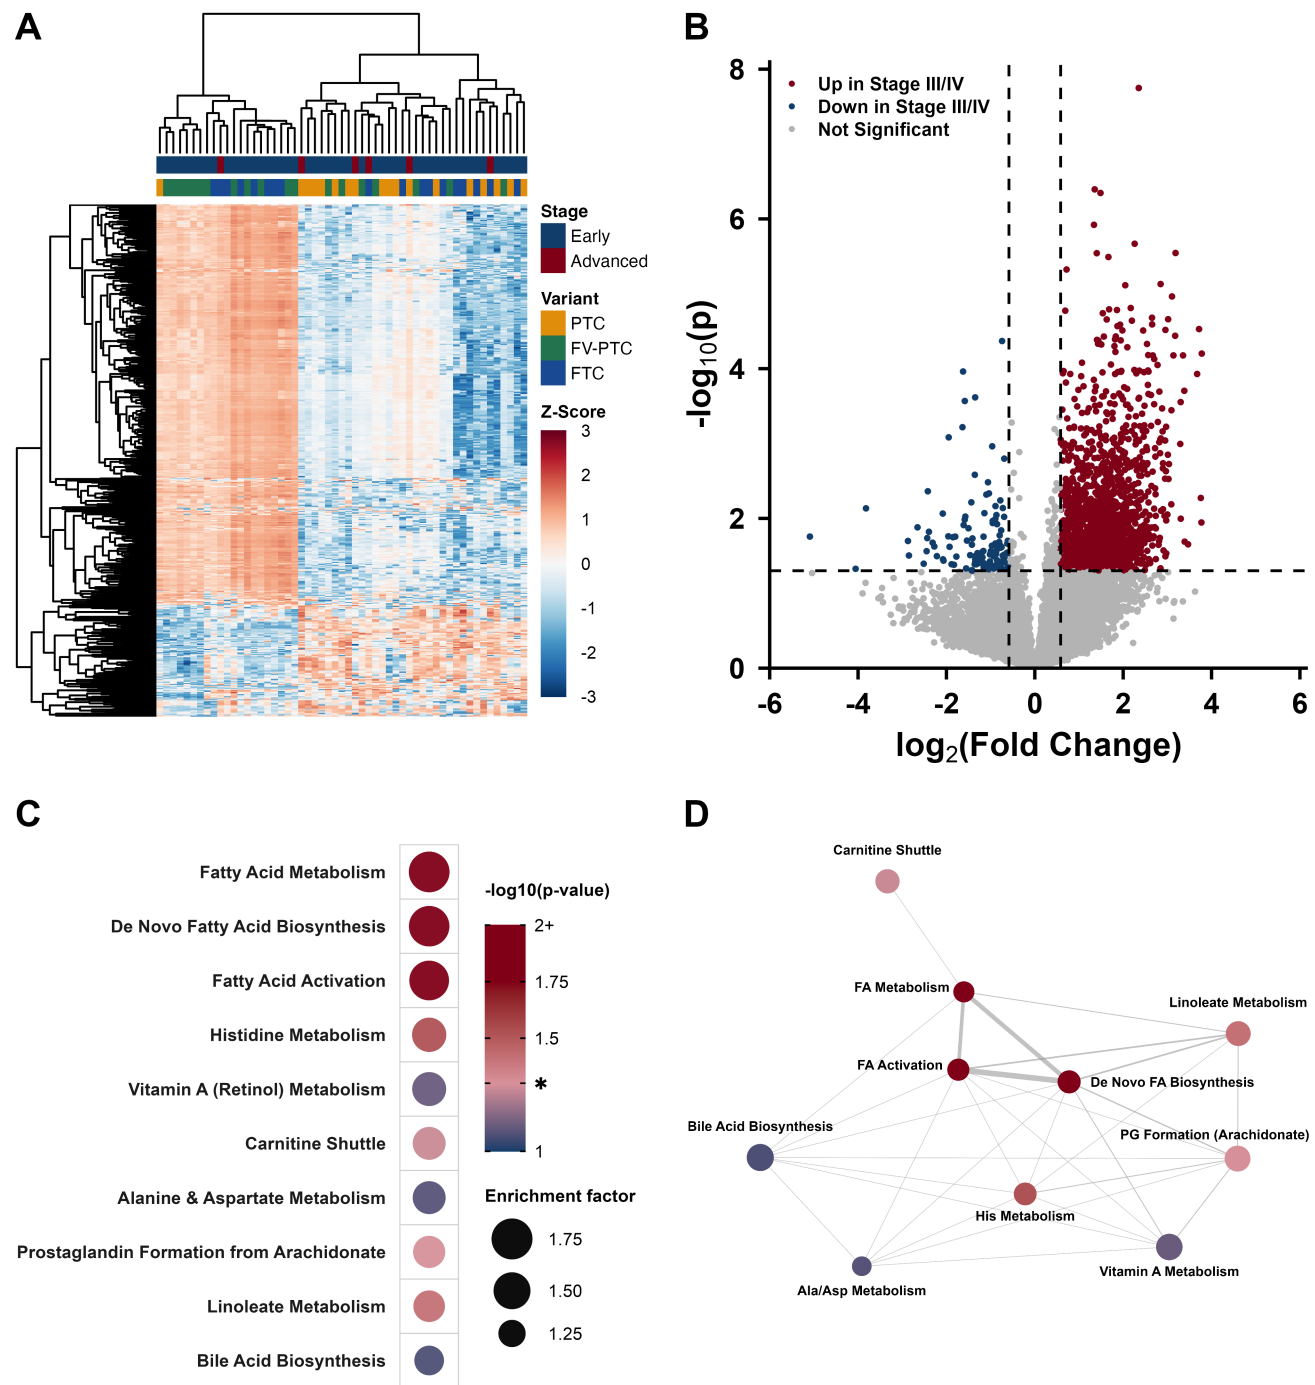 A
Stage
Early
Advanced
Variant
PTC
FV-PTC
FTC
Z-Score
3
2
1
0
-1
-2
-3
B
Up in Stage III/IV
Down in Stage III/IV
Not Significant
8
6
4
2
0
-log10(p)
-6 -4 -2 0 2 4 6
log2(Fold Change)
C
Fatty Acid Metabolism
De Novo Fatty Acid Biosynthesis
Fatty Acid Activation
Histidine Metabolism
Vitamin A (Retinol) Metabolism
Carnitine Shuttle
Alanine & Aspartate Metabolism
Prostaglandin Formation from Arachidonate
Linoleate Metabolism
Bile Acid Biosynthesis
-log10(p-value)
2+
1.75
1.5
*
1
Enrichment factor
1.75
1.50
1.25
D
Carnitine Shuttle
FA Metabolism
Linoleate Metabolism
FA Activation
De Novo FA Biosynthesis
Bile Acid Biosynthesis
PG Formation (Arachidonate)
His Metabolism
Vitamin A Metabolism
Ala/Asp Metabolism